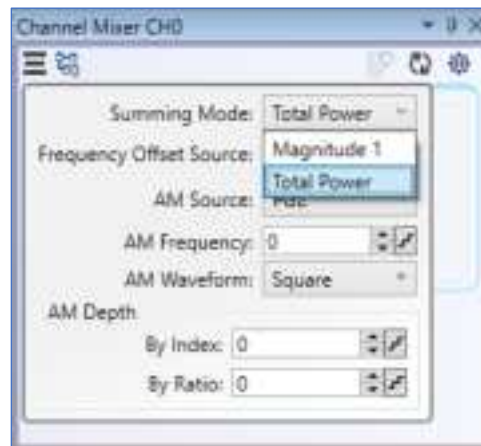 Channel Mixer CH0
Summing Mode: Total Power
Magnitude 1
Frequency Offset Source:
Total Power
AM Source:
AM Frequency: 0
AM Waveform: Square
AM Depth
By Index: 0
By Ratio: 0